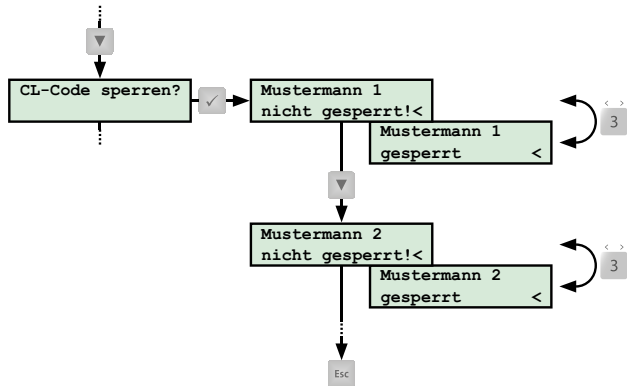 CL-Code sperren?
Mustermann 1
nicht gesperrt!<
Mustermann 1
gesperrt <
< >
3
Mustermann 2
nicht gesperrt!<
Mustermann 2
gesperrt <
< >
3
Esc